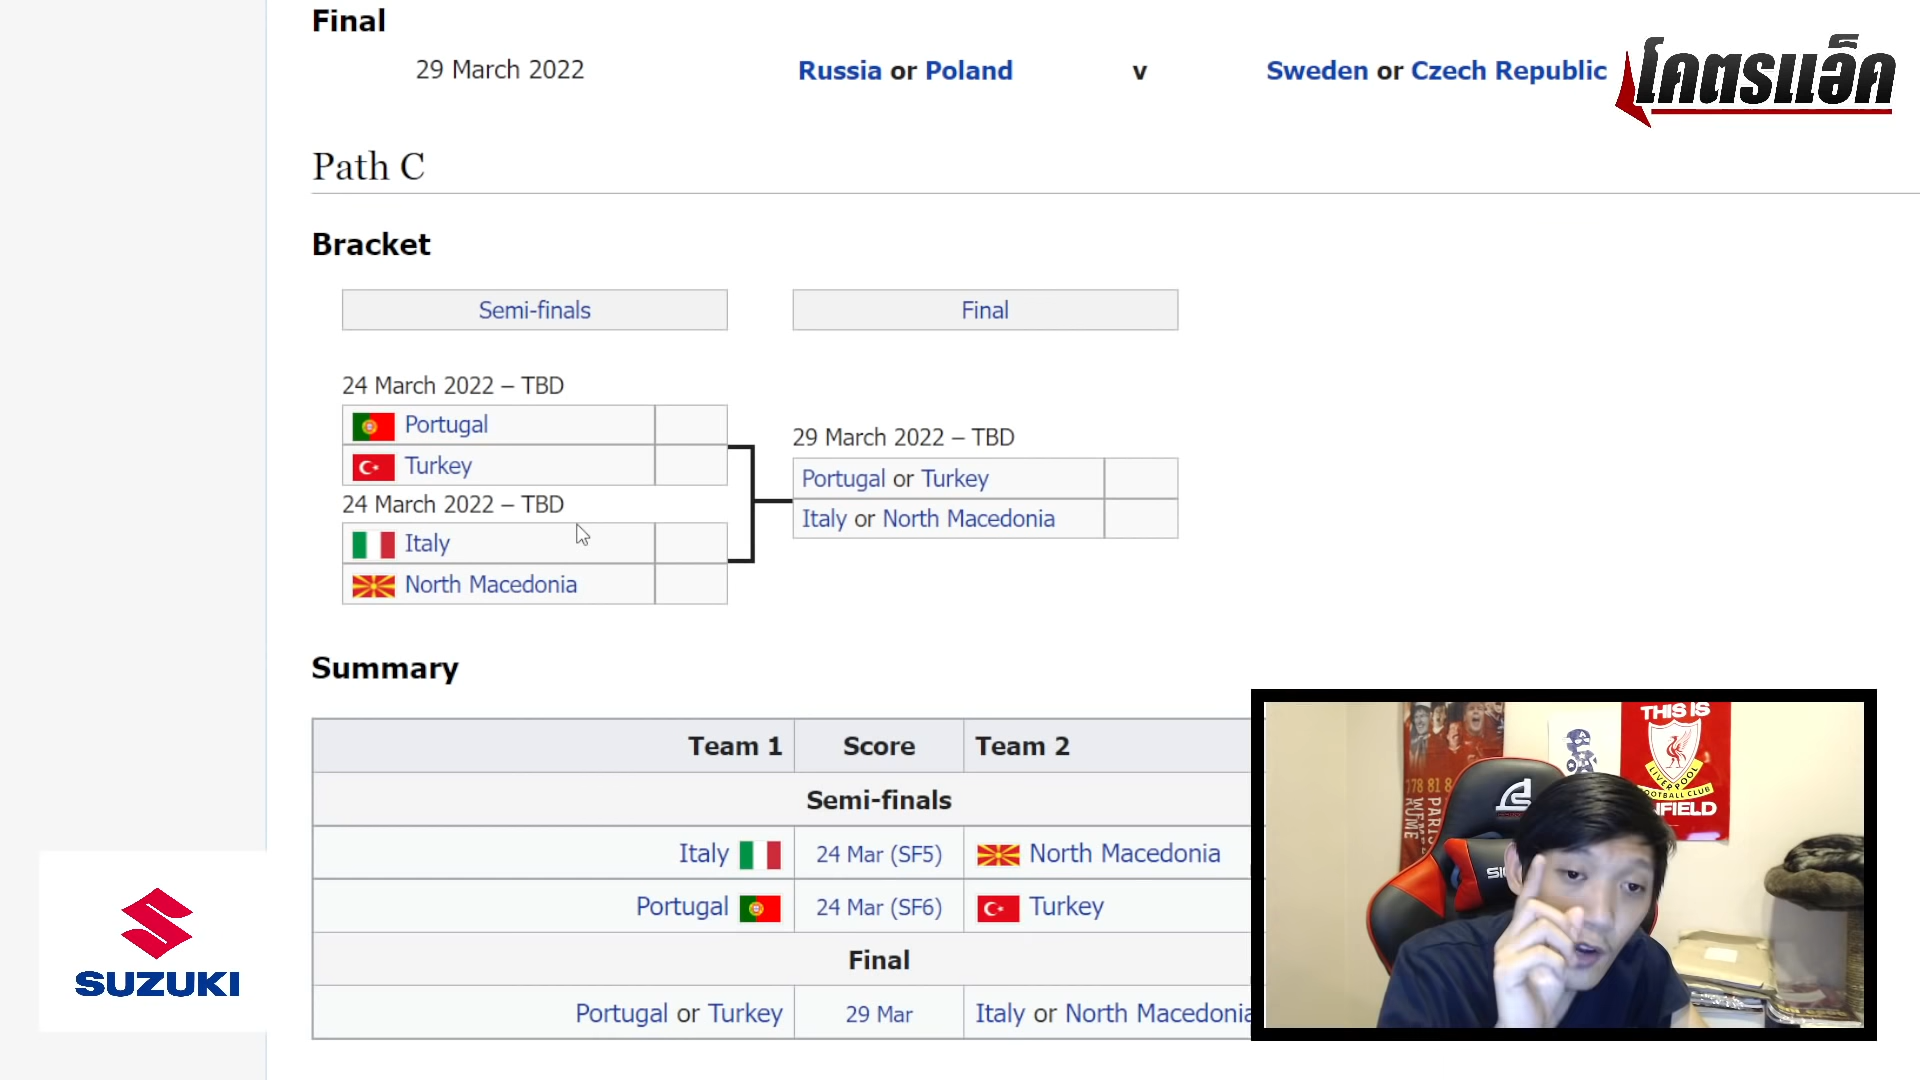 Final
29 March 2022 Russia or Poland v Sweden or Czech Republic
โคตรแอ็ค
Path C
Bracket
Semi-finals Final
24 March 2022 – TBD
Portugal
Turkey
24 March 2022 – TBD
Italy
North Macedonia
29 March 2022 – TBD
Portugal or Turkey
Italy or North Macedonia
Summary
Team 1 Score Team 2
Semi-finals
Italy 24 Mar (SF5) North Macedonia
Portugal 24 Mar (SF6) Turkey
Final
Portugal or Turkey 29 Mar Italy or North Macedonia
SUZUKI
THIS IS
LIVERPOOL
FOOTBALL CLUB